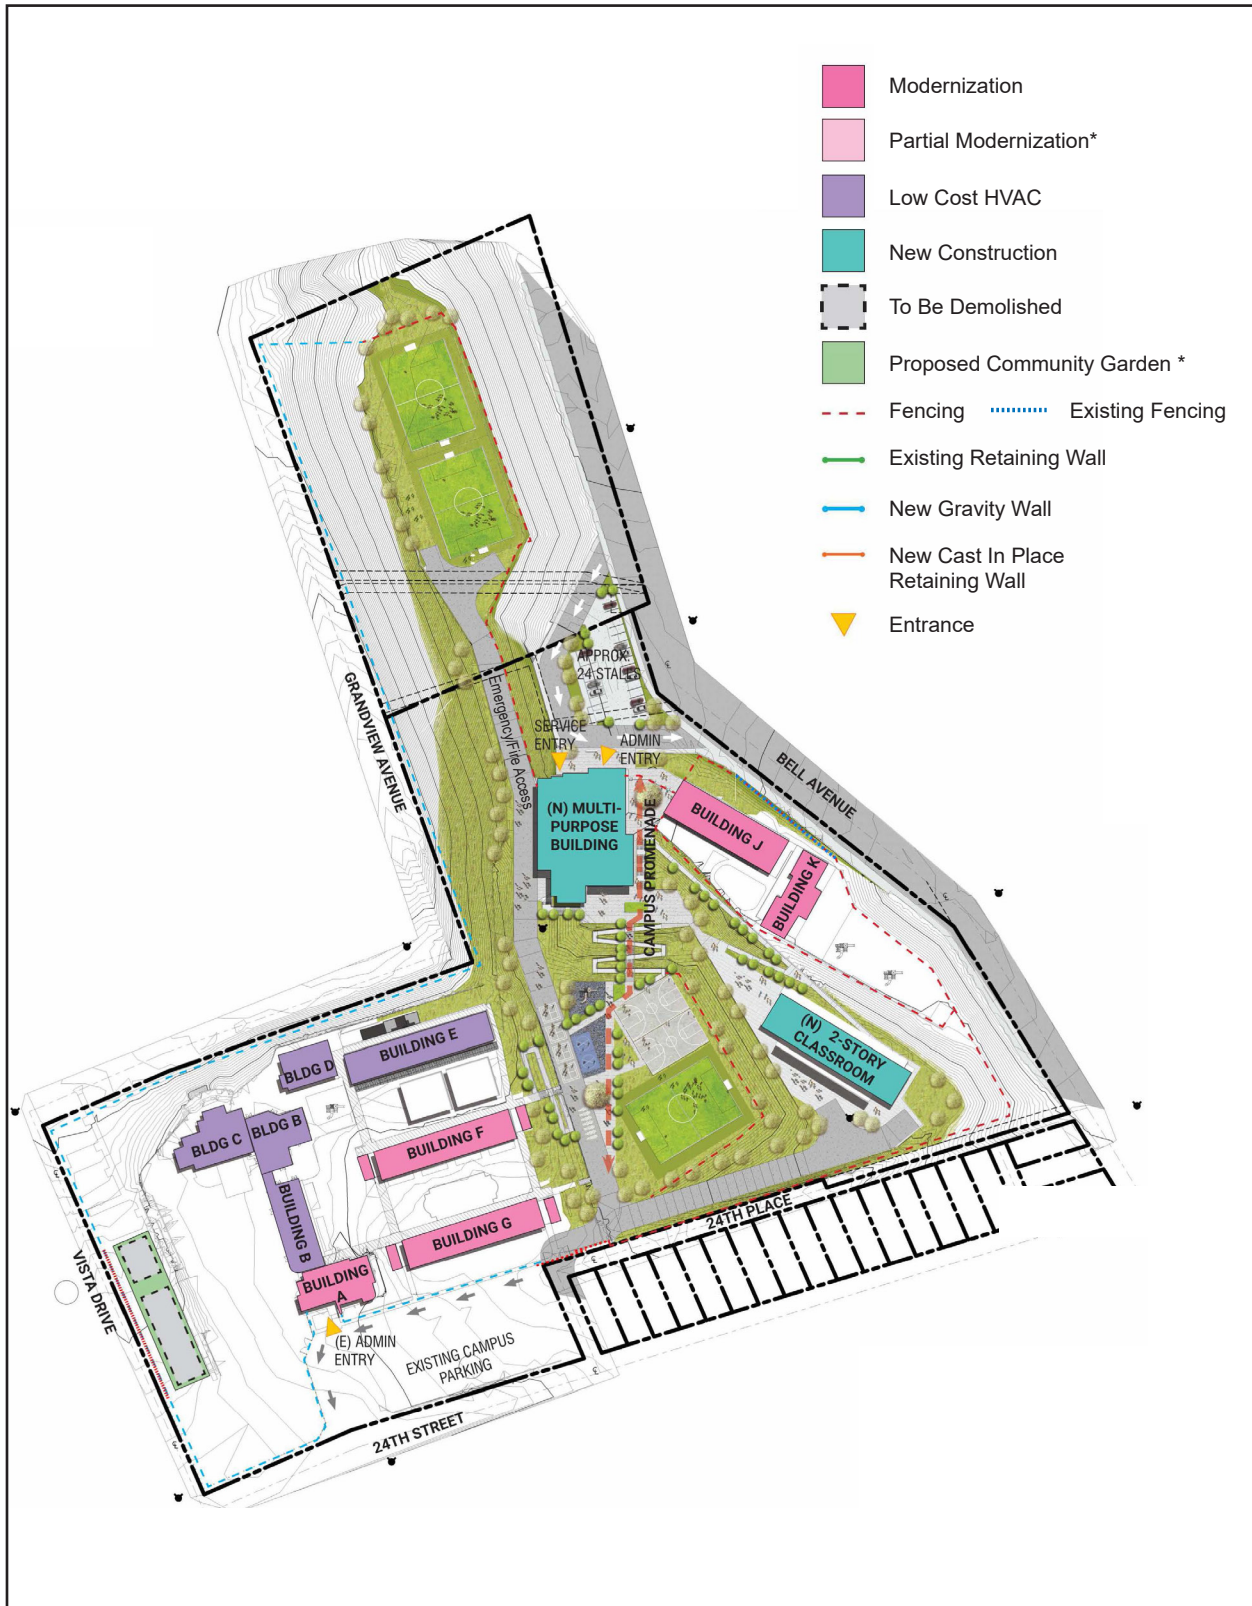 Modernization
Partial Modernization*
Low Cost HVAC
New Construction
To Be Demolished
Proposed Community Garden *
Fencing
Existing Fencing
Existing Retaining Wall
New Gravity Wall
New Cast In Place
Retaining Wall
Entrance
APPROX.
24 STALLS
GRANDVIEW AVENUE
Emergency/Fire Access
SERVICE
ENTRY
ADMIN
ENTRY
BELL AVENUE
(N) MULTI-
PURPOSE
BUILDING
CAMPUS PROMENADE
BUILDING J
BUILDING K
(N) 2-STORY
CLASSROOM
BUILDING E
BLDG D
BLDG B
BLDG C
BUILDING F
BUILDING B
BUILDING G
BUILDING
A
24TH PLACE
VISTA DRIVE
(E) ADMIN
ENTRY
EXISTING CAMPUS
PARKING
24TH STREET